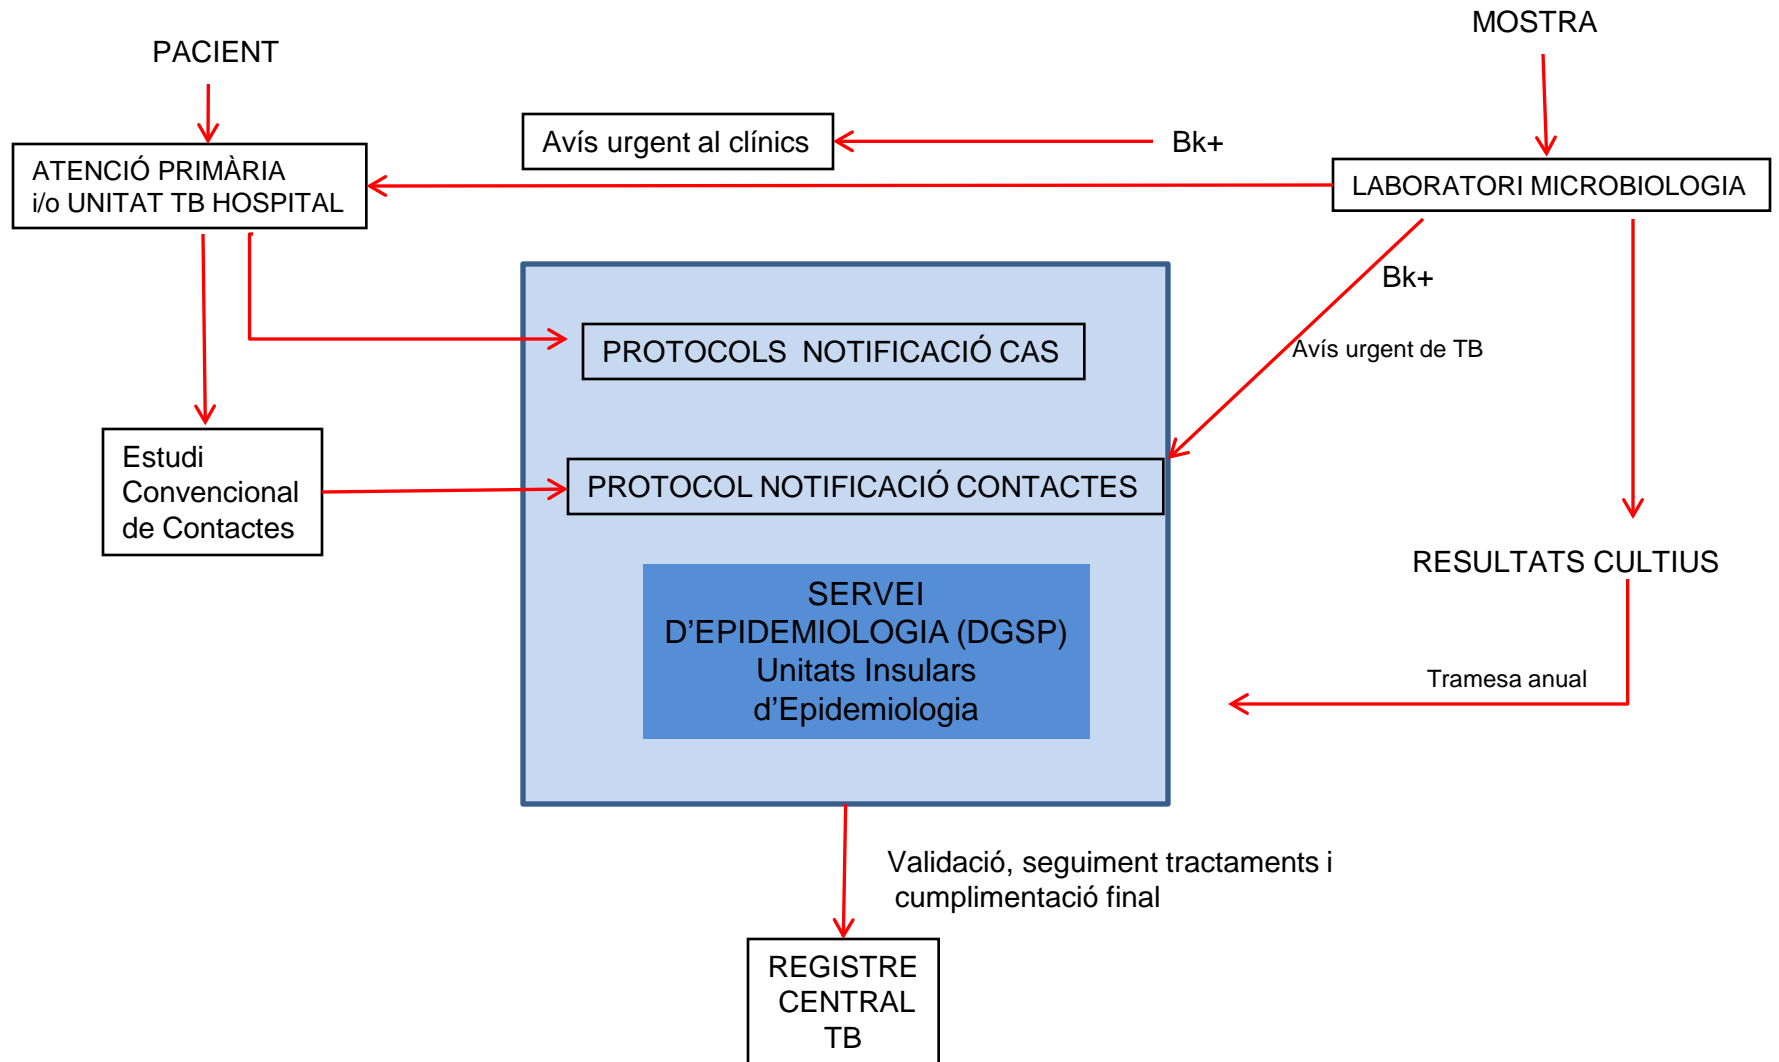 MOSTRA
PACIENT
Avís urgent al clínics
Bk+
ATENCIÓ PRIMÀRIA
i/o UNITAT TB HOSPITAL
LABORATORI MICROBIOLOGIA
Bk+
Avís urgent de TB
PROTOCOLS NOTIFICACIÓ CAS
Estudi
Convencional
de Contactes
PROTOCOL NOTIFICACIÓ CONTACTES
RESULTATS CULTIUS
SERVEI
D’EPIDEMIOLOGIA (DGSP)
Unitats Insulars
d’Epidemiologia
Tramesa anual
Validació, seguiment tractaments i
cumplimentació final
REGISTRE
CENTRAL
TB